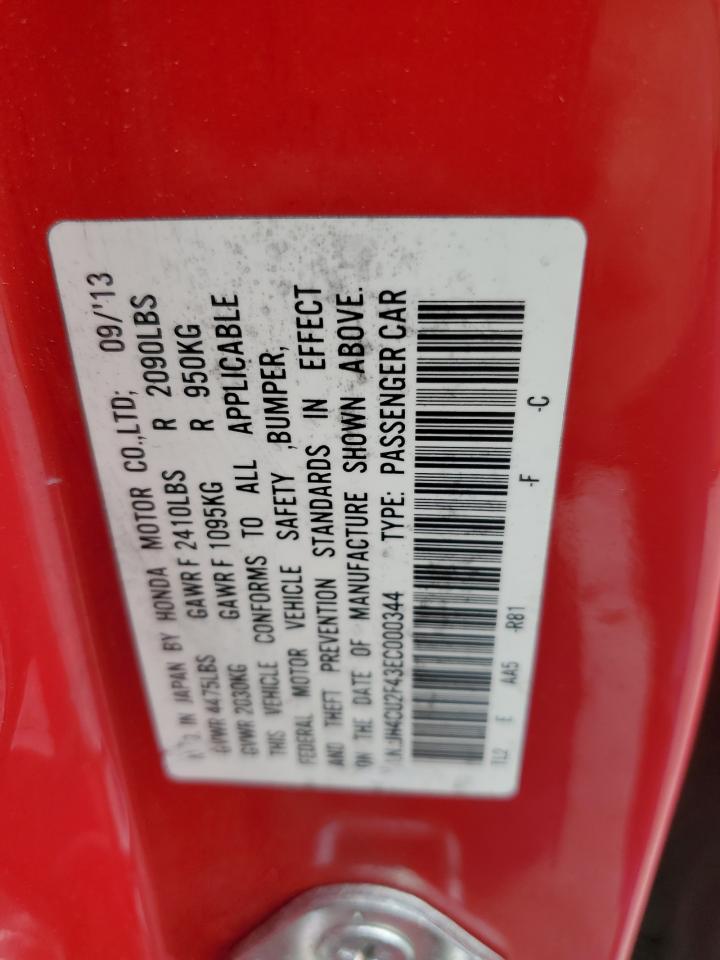 IN JAPAN BY HONDA MOTOR CO.,LTD; 09/'13
GVWR 4475LBS GAWR F 2410LBS R 2090LBS
GVWR 2030KG GAWR F 1095KG R 950KG
THIS VEHICLE CONFORMS TO ALL APPLICABLE
FEDERAL MOTOR VEHICLE SAFETY ,BUMPER,
AND THEFT PREVENTION STANDARDS IN EFFECT
ON THE DATE OF MANUFACTURE SHOWN ABOVE.
JH4CU2F43EC000344 TYPE: PASSENGER CAR
TL2 E AA5 -R81 -F -C